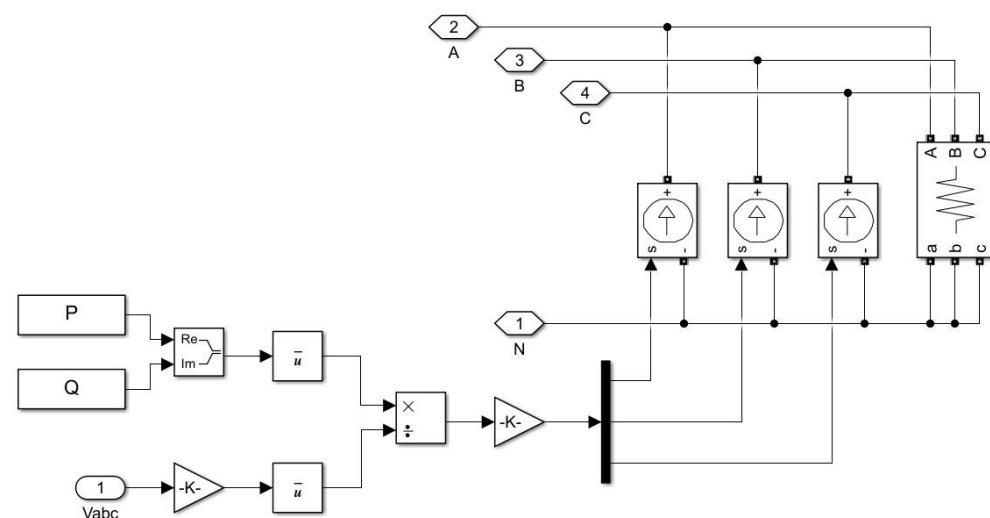 2
A
3
B
4
C
A B C
+ + +
s - s - s -
a b c
1
N
P
Re
Im
u
Q
×
÷
-K-
1
Vabc
-K-
u